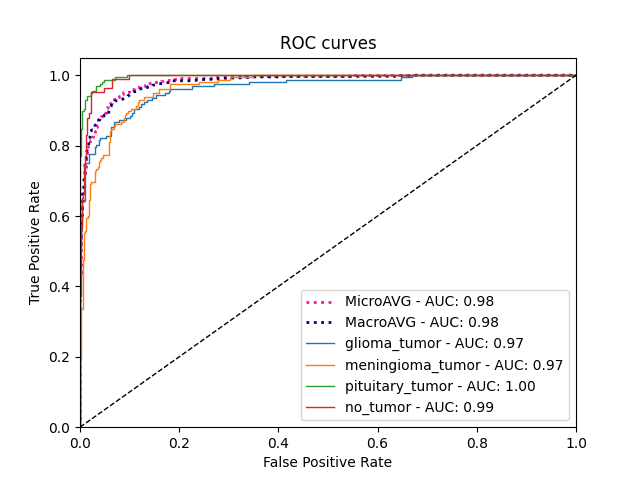 ROC curves
1.0
0.8
0.6
0.4
0.2
0.0
True Positive Rate
MicroAVG - AUC: 0.98
MacroAVG - AUC: 0.98
glioma_tumor - AUC: 0.97
meningioma_tumor - AUC: 0.97
pituitary_tumor - AUC: 1.00
no_tumor - AUC: 0.99
0.0 0.2 0.4 0.6 0.8 1.0
False Positive Rate